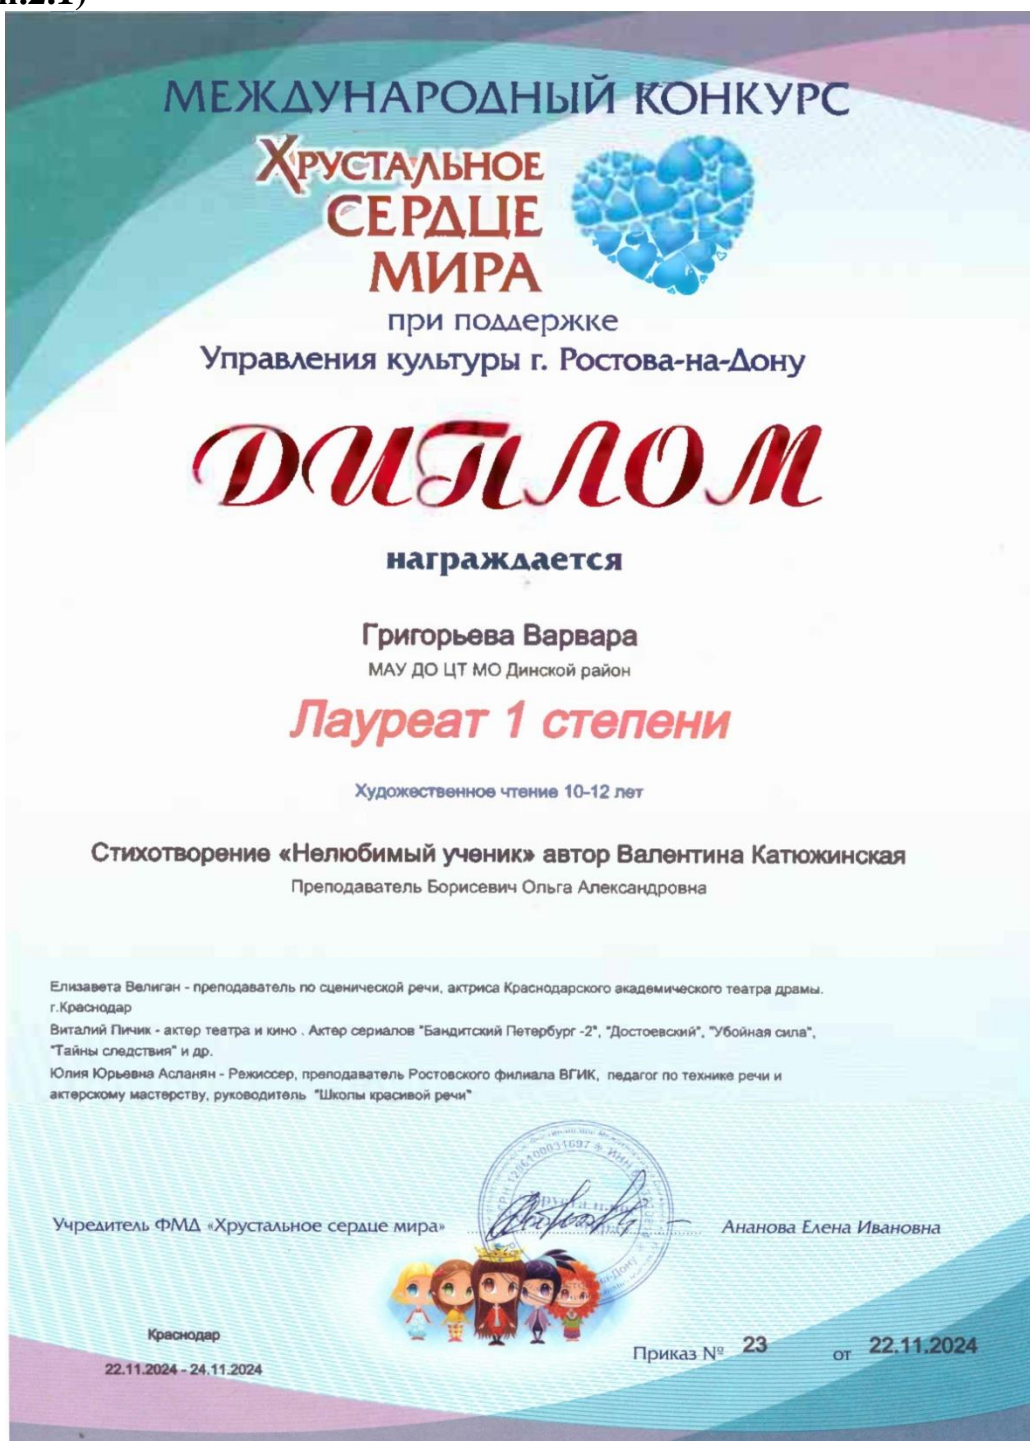 п.2.1)
МЕЖДУНАРОДНЫЙ КОНКУРС
ХРУСТАЛЬНОЕ
СЕРДЦЕ
МИРА
при поддержке
Управления культуры г. Ростова-на-Дону
ДИПЛОМ
награждается
Григорьева Варвара
МАУ ДО ЦТ МО Динской район
Лауреат 1 степени
Художественное чтение 10-12 лет
Стихотворение «Нелюбимый ученик» автор Валентина Катюжинская
Преподаватель Борисевич Ольга Александровна
Елизавета Велиган - преподаватель по сценической речи, актриса Краснодарского академического театра драмы.
г.Краснодар
Виталий Пичик - актер театра и кино . Актер сериалов "Бандитский Петербург -2", "Достоевский", "Убойная сила",
"Тайны следствия" и др.
Юлия Юрьевна Асланян - Режиссер, преподаватель Ростовского филиала ВГИК, педагог по технике речи и
актерскому мастерству, руководитель "Школы красивой речи"
Учредитель ФМД «Хрустальное сердце мира»
Ананова Елена Ивановна
Краснодар
22.11.2024 - 24.11.2024
Приказ № 23 от 22.11.2024